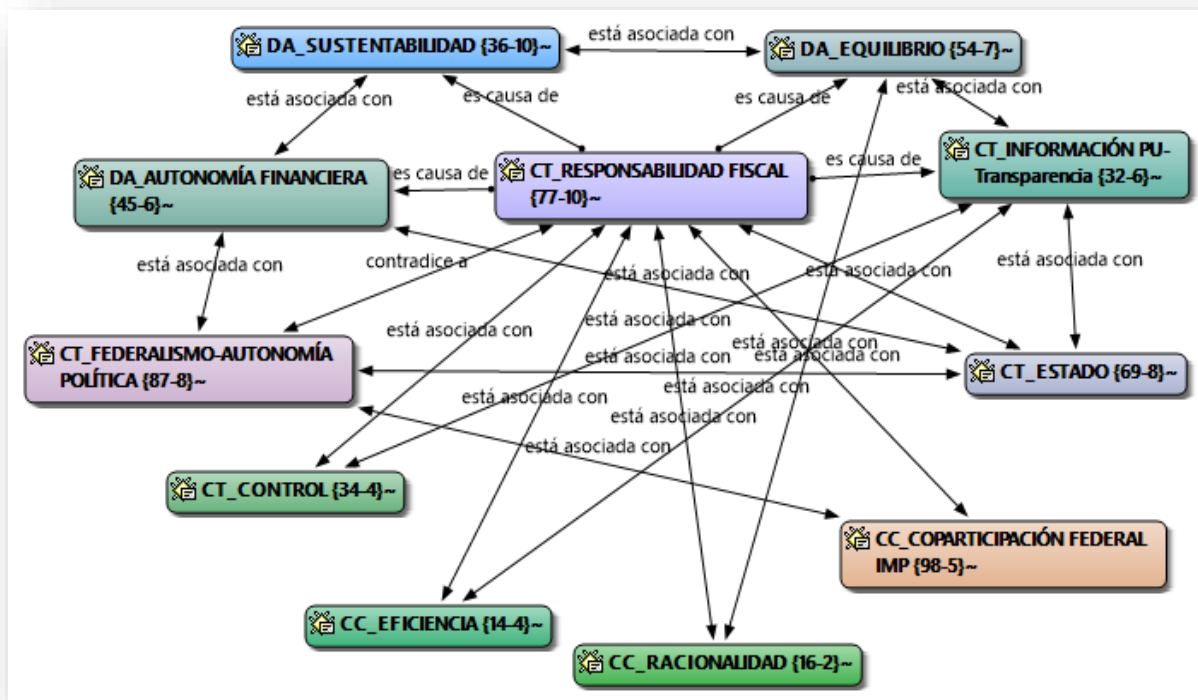 está asociada con
DA_SUSTENTABILIDAD {36-10}~
DA_EQUILIBRIO {54-7}~
está asociada con
es causa de
es causa de
está asociada con
DA_AUTONOMÍA FINANCIERA
{45-6}~
es causa de
CT_RESPONSABILIDAD FISCAL
{77-10}~
es causa de
CT_INFORMACIÓN PU-
Transparencia {32-6}~
está asociada con
contradice a
está asociada con
está asociada con
está asociada con
está asociada con
está asociada con
está asociada con
CT_FEDERALISMO-AUTONOMÍA
POLÍTICA {87-8}~
está asociada con
está asociada con
CT_ESTADO {69-8}~
está asociada con
está asociada con
está asociada con
está asociada con
CT_CONTROL {34-4}~
CC_COPARTICIPACIÓN FEDERAL
IMP {98-5}~
CC_EFICIENCIA {14-4}~
CC_RACIONALIDAD {16-2}~